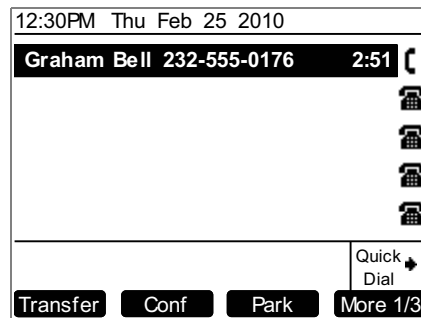 12:30PM Thu Feb 25 2010
Graham Bell 232-555-0176 2:51
Quick
Dial
Transfer Conf Park More 1/3